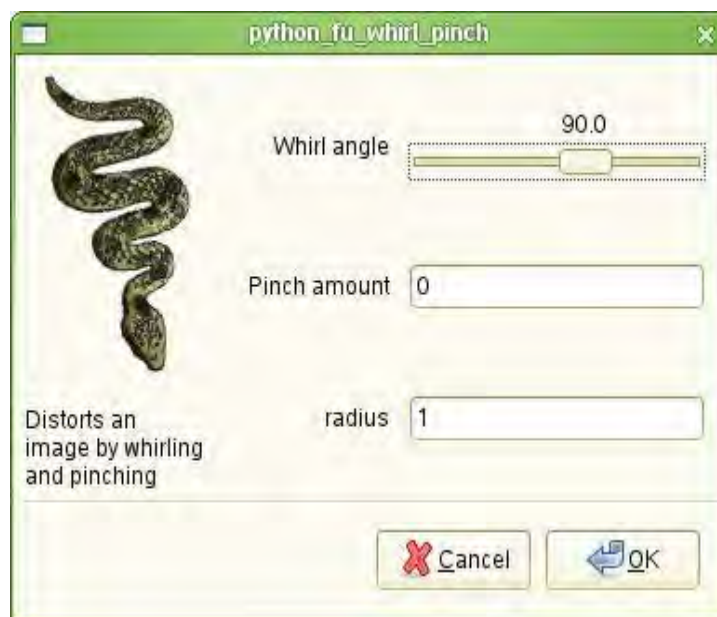 python_fu_whirl_pinch
Whirl angle
90.0
Pinch amount
0
radius
1
Distorts an
image by whirling
and pinching
Cancel
OK